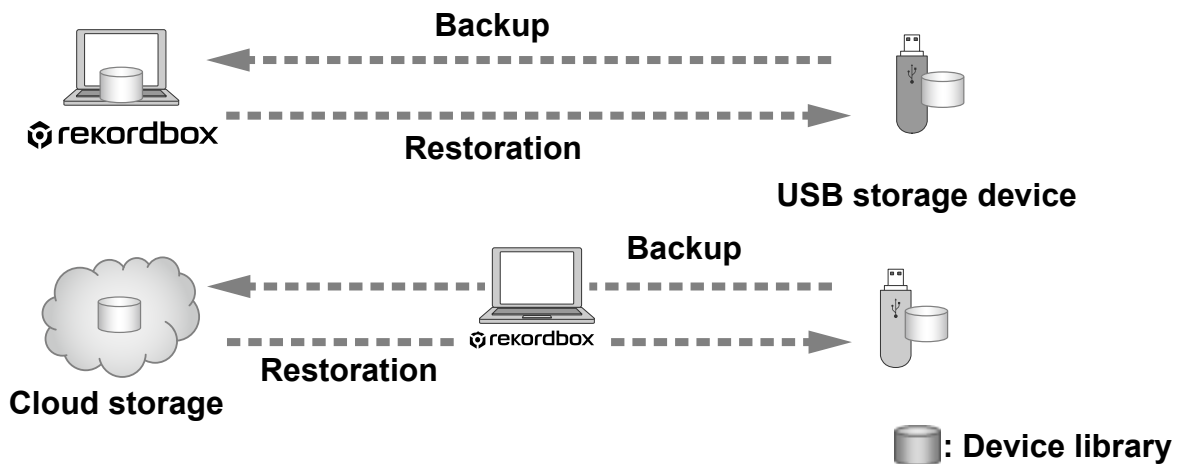 Backup
rekordbox
Restoration
USB storage device
Backup
rekordbox
Restoration
Cloud storage
: Device library